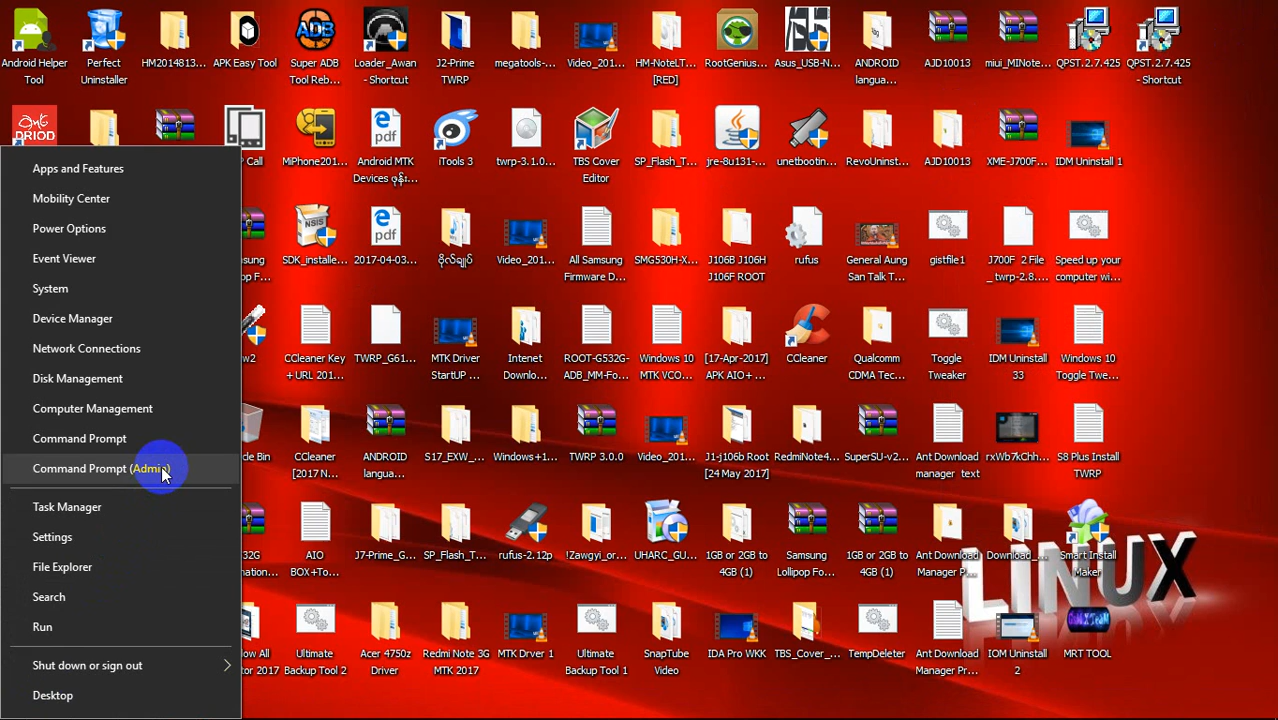 Android Helper
Tool
Perfect
Uninstaller
HM2014813...
APK Easy Tool
Super ADB
Tool Reb...
Loader_Awan
- Shortcut
J2-Prime
TWRP
megatools-...
Video_201...
HM-NoteLT...
[RED]
RootGenius...
Asus_USB-N...
ANDROID
langua...
AJD10013
miui_MINote...
QPST.2.7.425
QPST.2.7.425
- Shortcut
DRIOD
Call
MiPhone201...
Android MTK
Devices ဖုန်း...
iTools 3
twrp-3.1.0...
TBS Cover
Editor
SP_Flash_T...
jre-8u131-...
unetbootin...
RevoUninst...
AJD10013
XME-J700F...
IDM Uninstall 1
SDK_installe...
2017-04-03...
ဗိုလ်ချုပ်
Video_201...
All Samsung
Firmware D...
SMG530H-X...
J106B J106H
J106F ROOT
rufus
General Aung
San Talk T...
gistfile1
J700F 2 File
_ twrp-2.8....
Speed up your
computer wi...
CCleaner Key
+ URL 201...
TWRP_G61...
MTK Driver
StartUP ...
Intenet
Downlo...
ROOT-G532G-
ADB_MM-Fo...
Windows 10
MTK VCO...
[17-Apr-2017]
APK AIO+ ...
CCleaner
Qualcomm
CDMA Tec...
Toggle
Tweaker
IDM Uninstall
33
Windows 10
Toggle Twe...
cle Bin
CCleaner
[2017 N...
ANDROID
langua...
S17_EXW_...
Windows+1...
TWRP 3.0.0
Video_201...
J1-j106b Root
[24 May 2017]
RedmiNote4...
SuperSU-v2...
Ant Download
manager text
rxWb7kChh...
S8 Plus Install
TWRP
AIO
BOX+To...
J7-Prime_G...
SP_Flash_T...
rufus-2.12p
!Zawgyi_or...
UHARC_GU...
1GB or 2GB to
4GB (1)
Samsung
Lollipop Fo...
1GB or 2GB to
4GB (1)
Ant Download
Manager P...
Download_...
Smart Install
Maker
Ultimate
Backup Tool 2
Acer 4750z
Driver
Redmi Note 3G
MTK 2017
MTK Drver 1
Ultimate
Backup Tool 1
SnapTube
Video
IDA Pro WKK
TBS_Cover_...
TempDeleter
Ant Download
Manager Pr...
IOM Uninstall
2
MRT TOOL
LINUX
Apps and Features
Mobility Center
Power Options
Event Viewer
System
Device Manager
Network Connections
Disk Management
Computer Management
Command Prompt
Command Prompt (Admin)
Task Manager
Settings
File Explorer
Search
Run
Shut down or sign out
Desktop